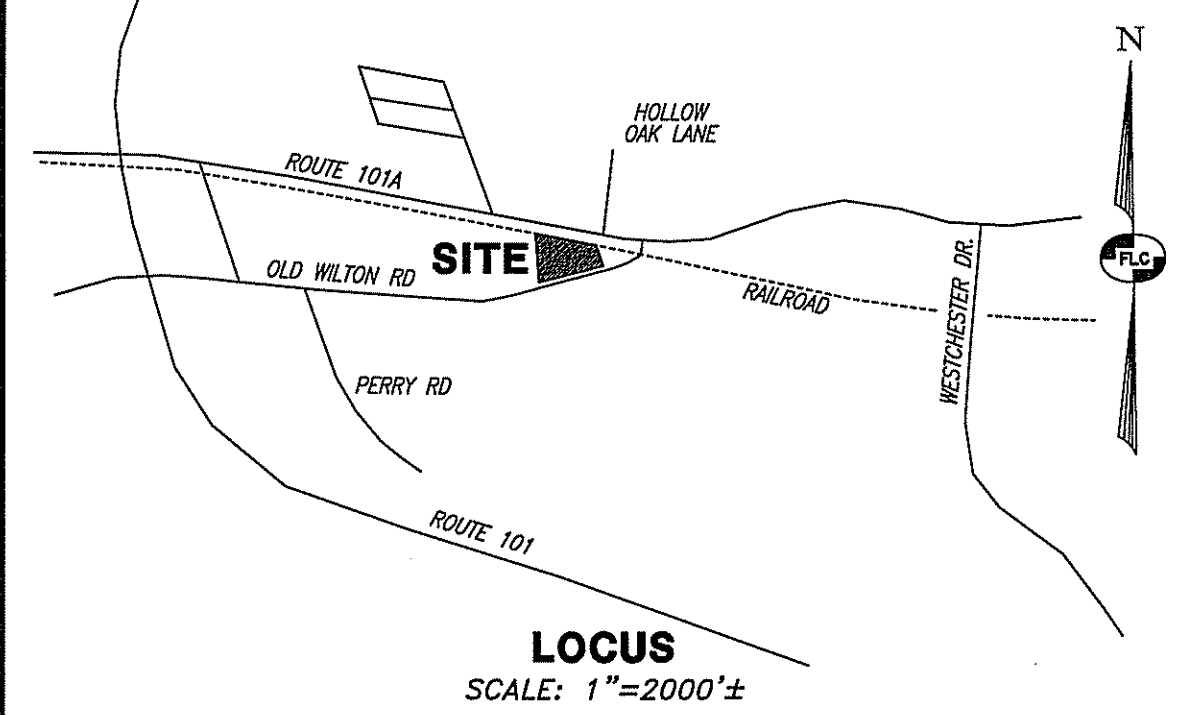 N
HOLLOW
OAK LANE
ROUTE 101A
SITE
OLD WILTON RD
FLC
RAILROAD
WESTCHESTER DR.
PERRY RD
ROUTE 101
LOCUS
SCALE: 1"=2000'±